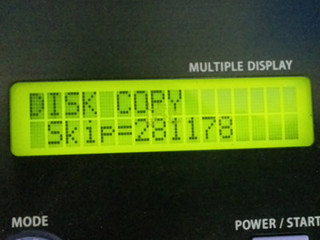 MULTIPLE DISPLAY
DISK COPY
Skip=281178
MODE
POWER / START